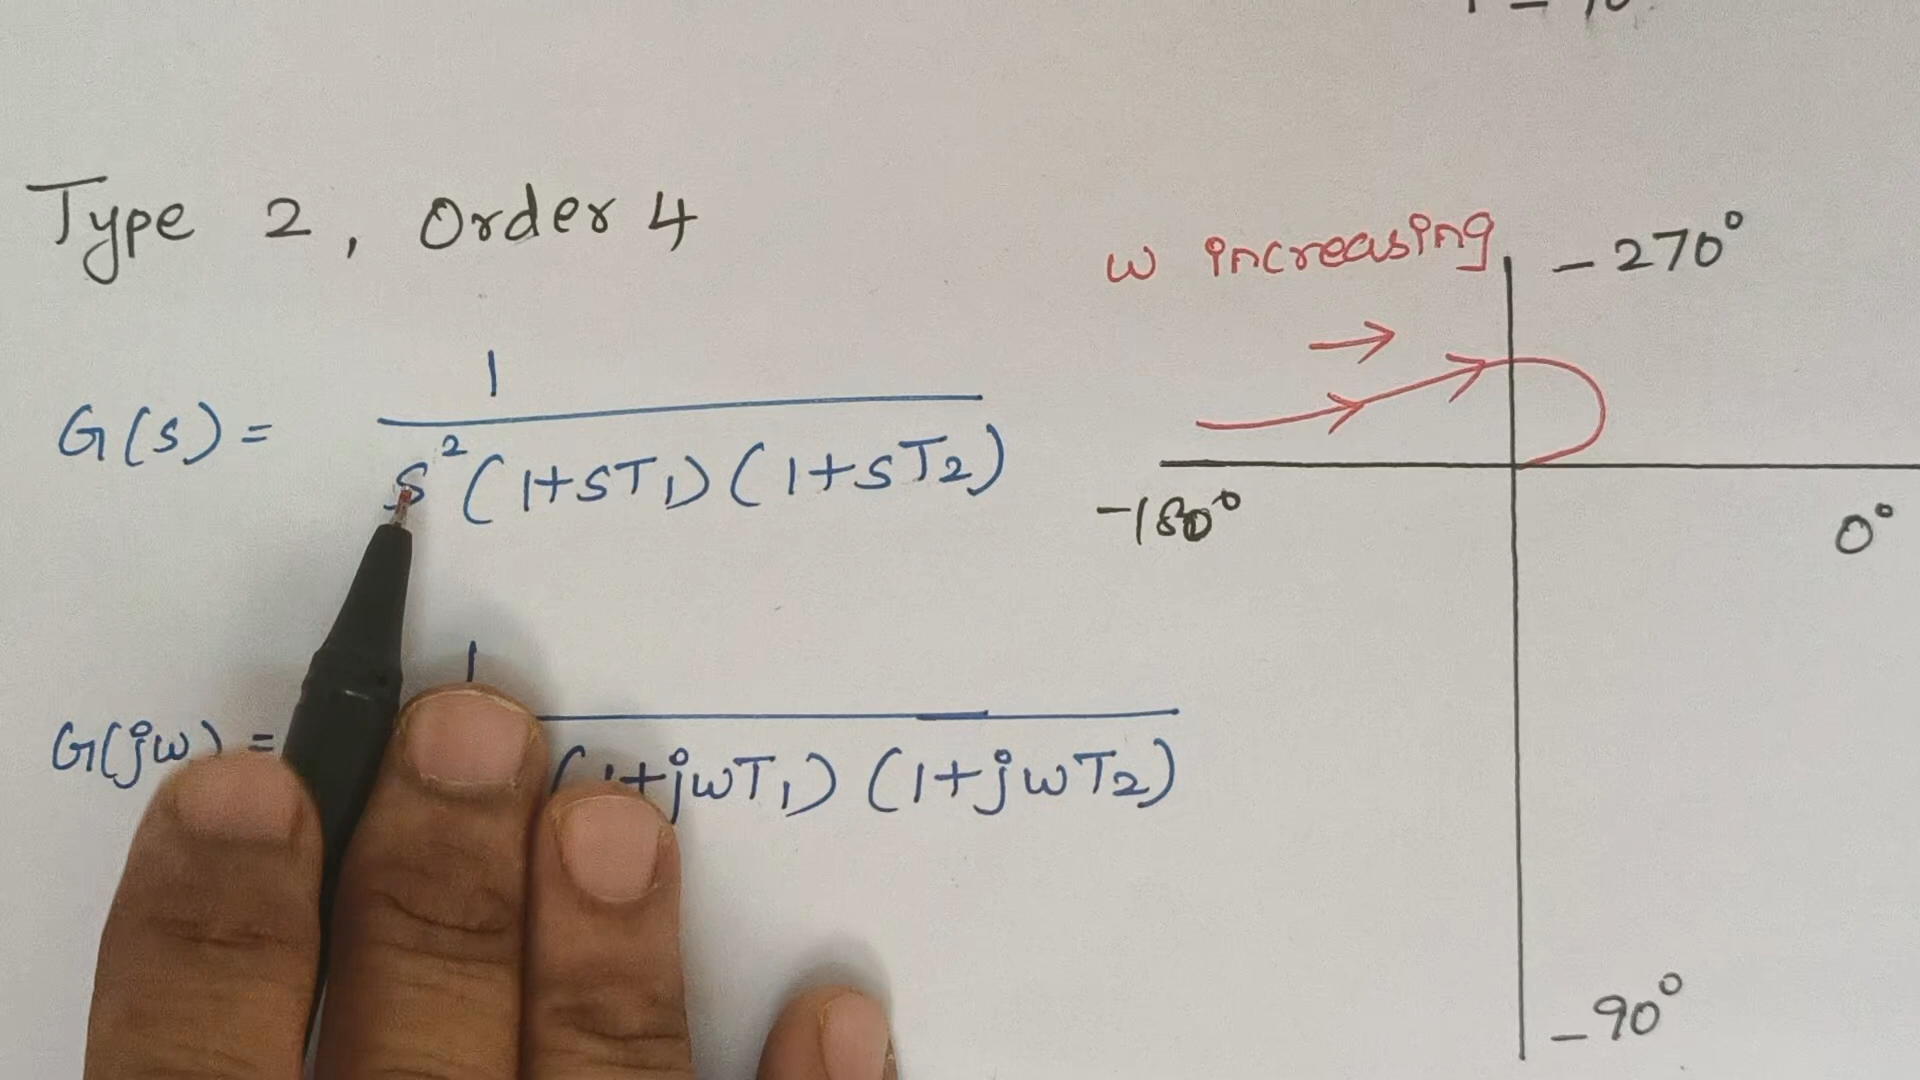 Type 2, Order 4
G(s) = 1 / s²(1+sT₁)(1+sT₂)
G(jω) = 1 / (1+jωT₁)(1+jωT₂)
ω increasing
-270°
-180°
0°
-90°